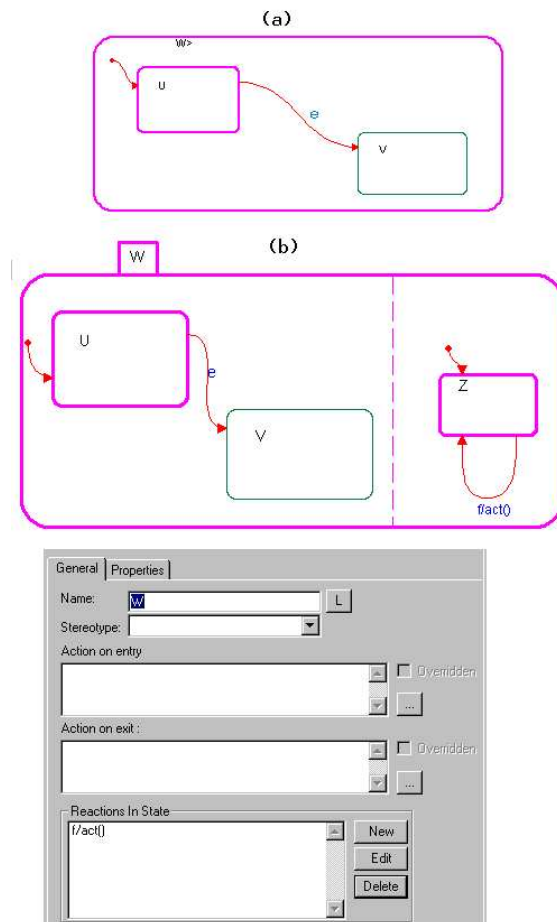 (a)
W>
U
e
V
(b)
W
U
e
V
Z
f/act()
General Properties
Name: W L
Stereotype:
Action on entry
Overridden
...
Action on exit :
Overridden
...
Reactions In State
f/act()
New
Edit
Delete